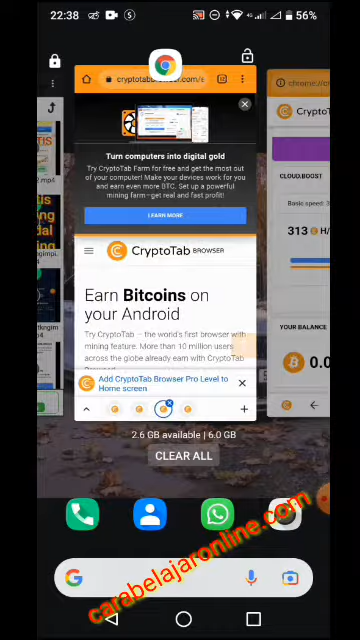 22:38
56%
cryptotabbrowser.com/e
Turn computers into digital gold
Try CryptoTab Farm for free and get the most out
of your computer! Make your devices work for you
and earn even more BTC. Set up a powerful
mining farm—get real and fast profit!
LEARN MORE
CryptoTab BROWSER
Earn Bitcoins on
your Android
Try CryptoTab – the world's first browser with
mining feature. More than 10 million users
across the globe already earn with CryptoTab
Add CryptoTab Browser Pro Level to
Home screen
chrome://c
CryptoT
CLOUD.BOOST
Basic speed: 3
313 H/
YOUR BALANCE
0.0
.mp4
2.6 GB available | 6.0 GB
CLEAR ALL
carabelajaronline.com